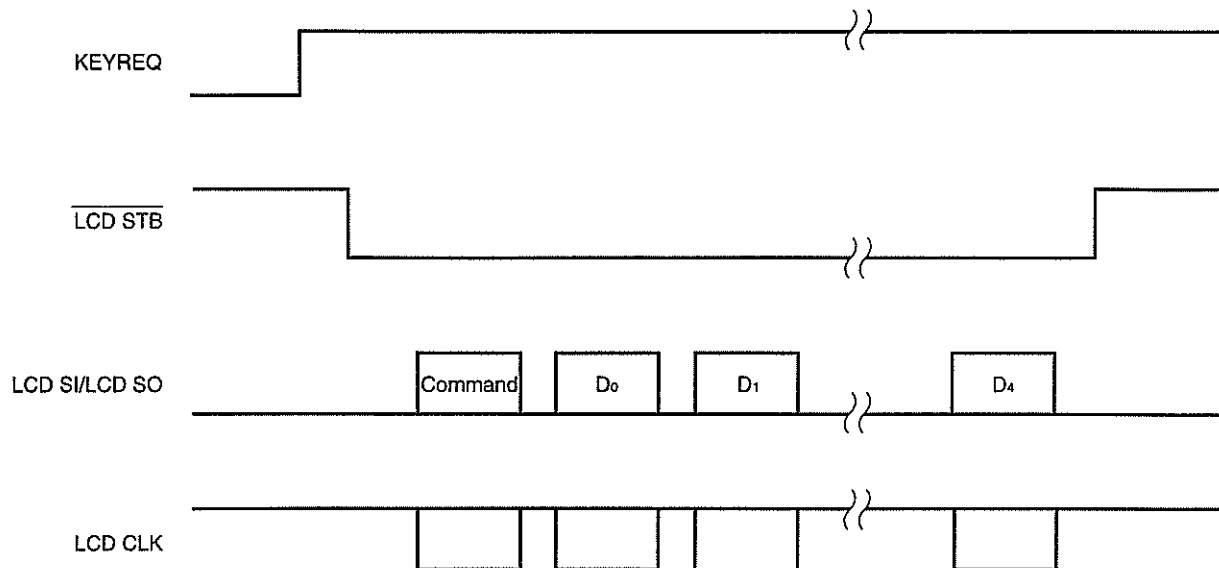 KEYREQ
LCD STB
LCD SI/LCD SO
Command
D₀
D₁
D₄
LCD CLK